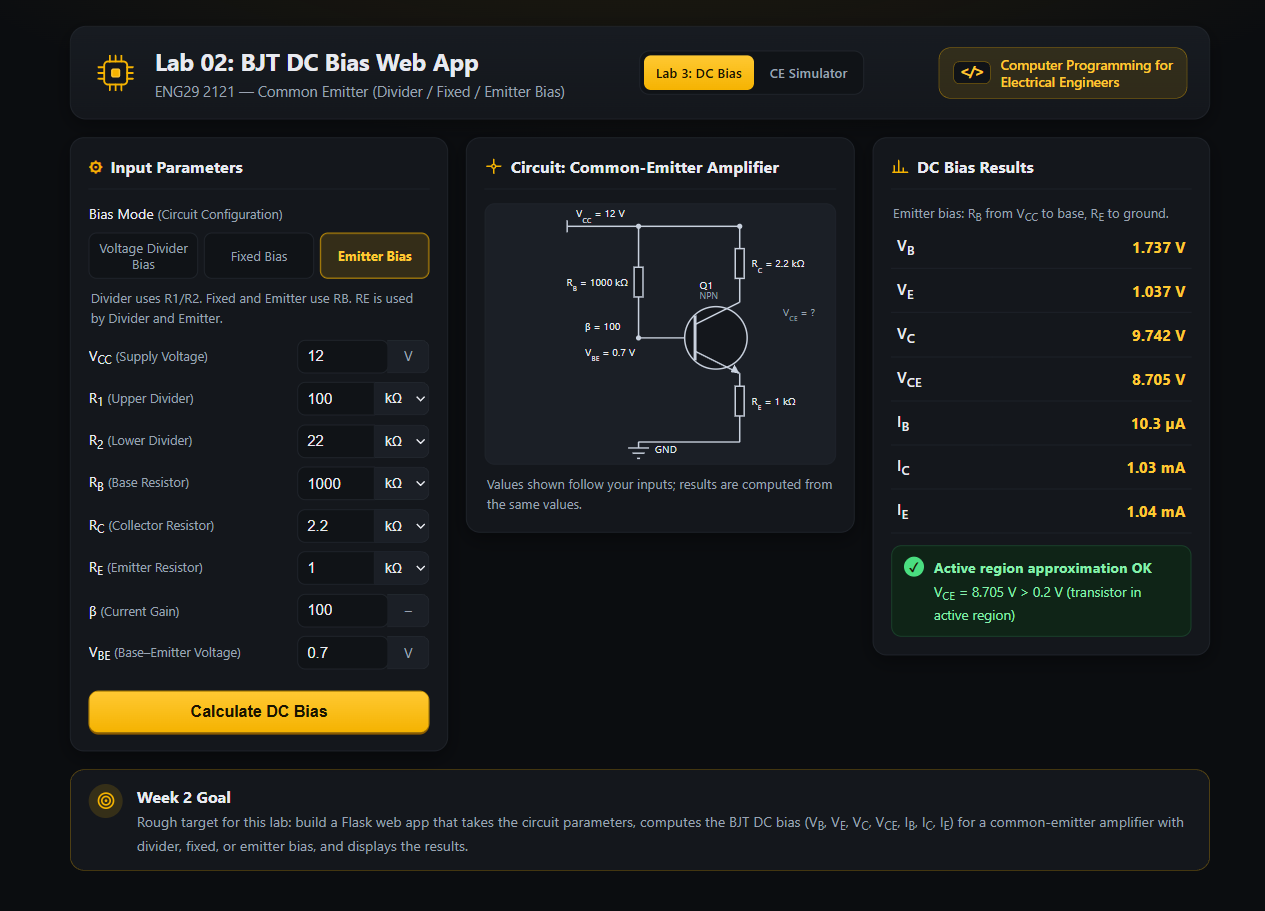 Lab 02: BJT DC Bias Web App
ENG29 2121 — Common Emitter (Divider / Fixed / Emitter Bias)
Lab 3: DC Bias
CE Simulator
</>
Computer Programming for
Electrical Engineers
Input Parameters
Bias Mode (Circuit Configuration)
Voltage Divider
Bias
Fixed Bias
Emitter Bias
Divider uses R1/R2. Fixed and Emitter use RB. RE is used
by Divider and Emitter.
VCC (Supply Voltage) 12 V
R1 (Upper Divider) 100 kΩ
R2 (Lower Divider) 22 kΩ
RB (Base Resistor) 1000 kΩ
RC (Collector Resistor) 2.2 kΩ
RE (Emitter Resistor) 1 kΩ
β (Current Gain) 100 –
VBE (Base–Emitter Voltage) 0.7 V
Calculate DC Bias
Circuit: Common-Emitter Amplifier
VCC = 12 V
RC = 2.2 kΩ
RB = 1000 kΩ
Q1
NPN
VCE = ?
β = 100
VBE = 0.7 V
RE = 1 kΩ
GND
Values shown follow your inputs; results are computed from
the same values.
DC Bias Results
Emitter bias: RB from VCC to base, RE to ground.
VB 1.737 V
VE 1.037 V
VC 9.742 V
VCE 8.705 V
IB 10.3 µA
IC 1.03 mA
IE 1.04 mA
Active region approximation OK
VCE = 8.705 V > 0.2 V (transistor in
active region)
Week 2 Goal
Rough target for this lab: build a Flask web app that takes the circuit parameters, computes the BJT DC bias (VB, VE, VC, VCE, IB, IC, IE) for a common-emitter amplifier with
divider, fixed, or emitter bias, and displays the results.